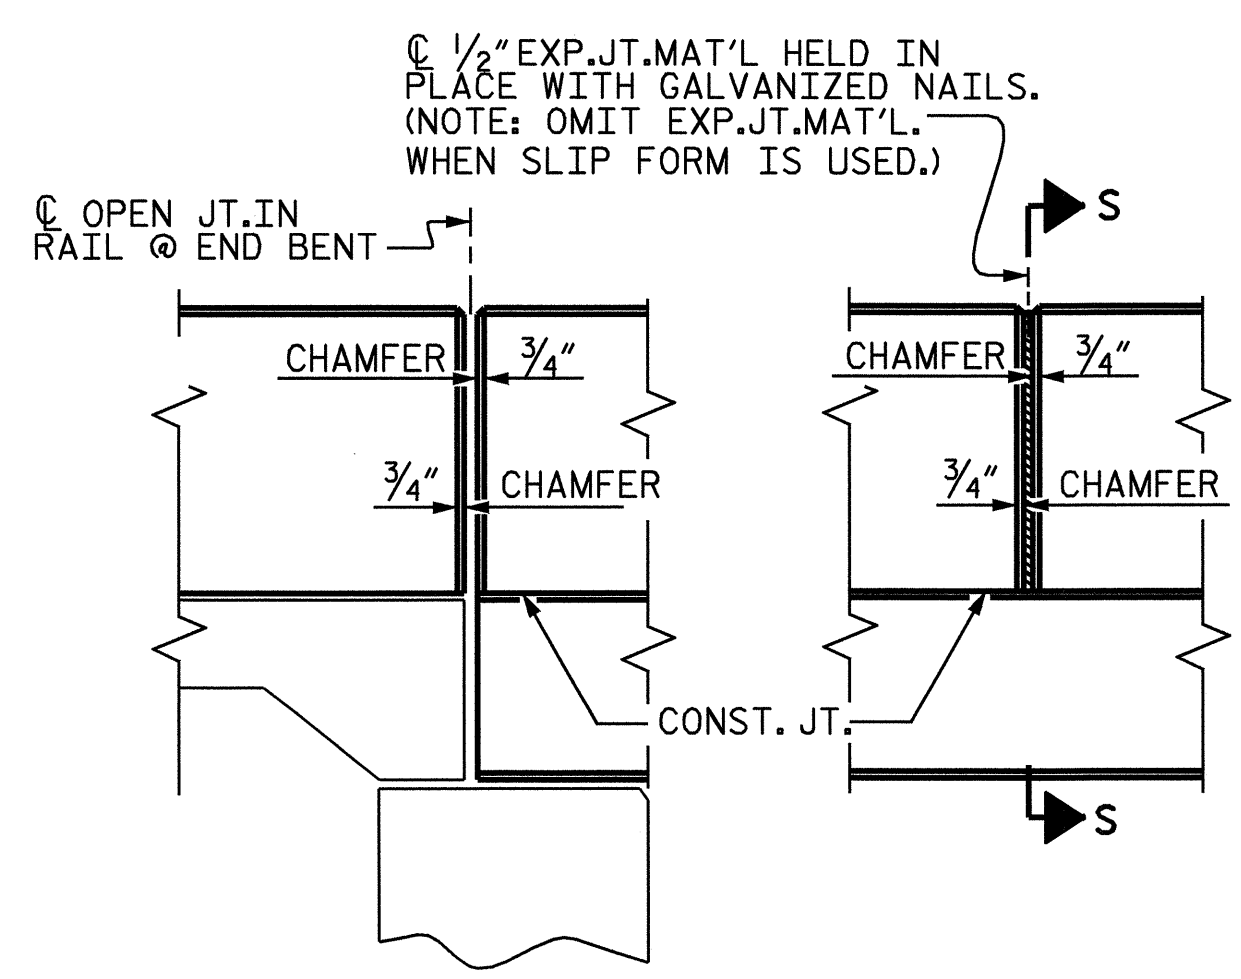 ℄ 1/2" EXP.JT.MAT'L HELD IN
PLACE WITH GALVANIZED NAILS.
(NOTE: OMIT EXP.JT.MAT'L.
WHEN SLIP FORM IS USED.)
℄ OPEN JT.IN
RAIL @ END BENT
S
CHAMFER 3/4"
CHAMFER 3/4"
3/4" CHAMFER
3/4" CHAMFER
CONST. JT.
S